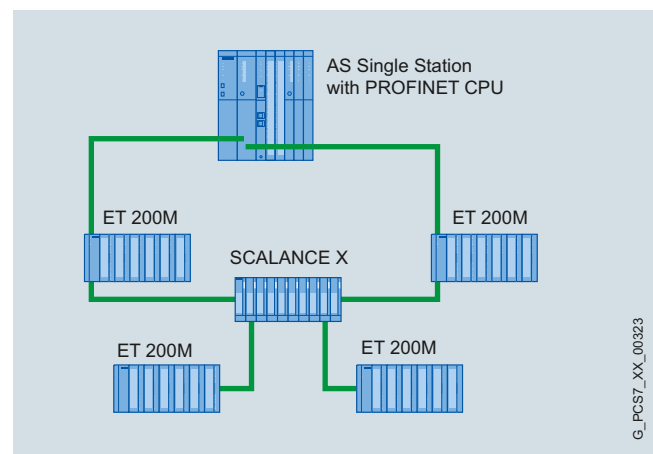 AS Single Station
with PROFINET CPU
ET 200M
ET 200M
SCALANCE X
ET 200M
ET 200M
G_PCS7_XX_00323